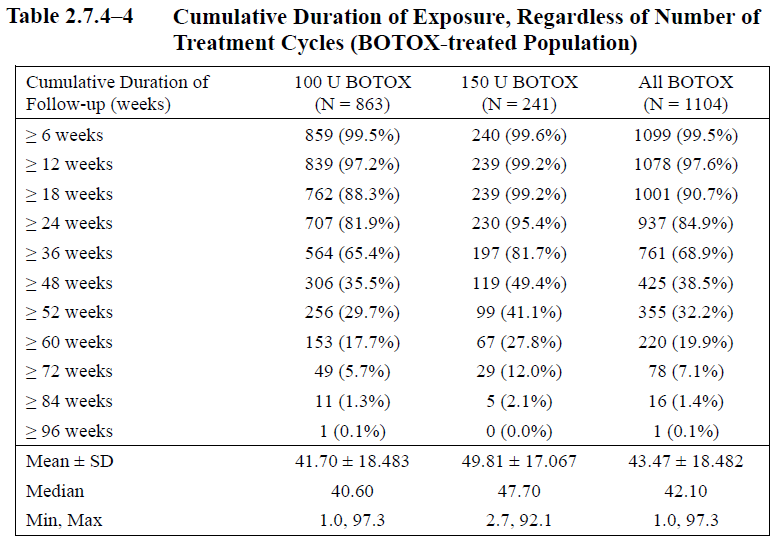 Table 2.7.4–4 Cumulative Duration of Exposure, Regardless of Number of
Treatment Cycles (BOTOX-treated Population)
Cumulative Duration of 100 U BOTOX 150 U BOTOX All BOTOX
Follow-up (weeks) (N = 863) (N = 241) (N = 1104)
≥ 6 weeks 859 (99.5%) 240 (99.6%) 1099 (99.5%)
≥ 12 weeks 839 (97.2%) 239 (99.2%) 1078 (97.6%)
≥ 18 weeks 762 (88.3%) 239 (99.2%) 1001 (90.7%)
≥ 24 weeks 707 (81.9%) 230 (95.4%) 937 (84.9%)
≥ 36 weeks 564 (65.4%) 197 (81.7%) 761 (68.9%)
≥ 48 weeks 306 (35.5%) 119 (49.4%) 425 (38.5%)
≥ 52 weeks 256 (29.7%) 99 (41.1%) 355 (32.2%)
≥ 60 weeks 153 (17.7%) 67 (27.8%) 220 (19.9%)
≥ 72 weeks 49 (5.7%) 29 (12.0%) 78 (7.1%)
≥ 84 weeks 11 (1.3%) 5 (2.1%) 16 (1.4%)
≥ 96 weeks 1 (0.1%) 0 (0.0%) 1 (0.1%)
Mean ± SD 41.70 ± 18.483 49.81 ± 17.067 43.47 ± 18.482
Median 40.60 47.70 42.10
Min, Max 1.0, 97.3 2.7, 92.1 1.0, 97.3